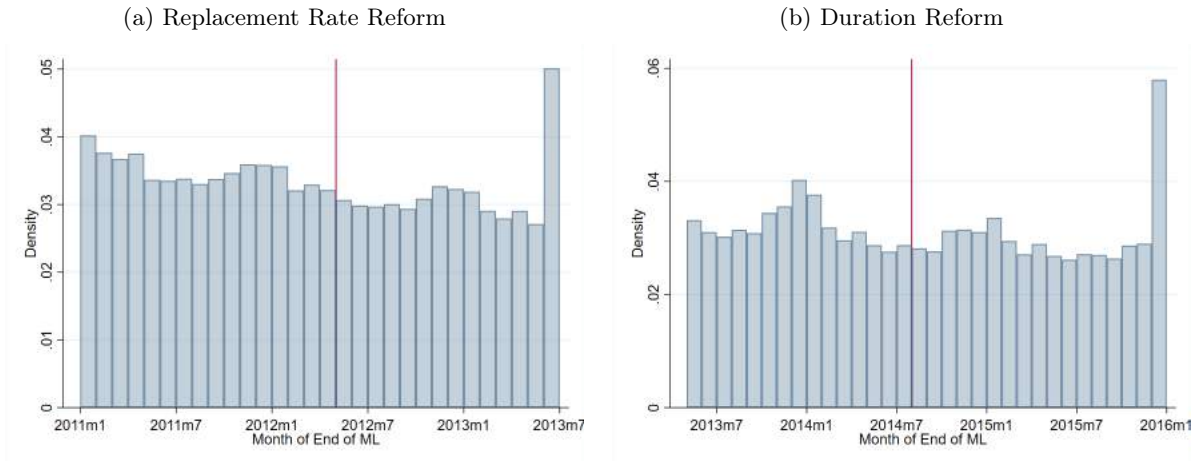 (a) Replacement Rate Reform
(b) Duration Reform
.05
.04
.03
.02
.01
0
Density
2011m1 2011m7 2012m1 2012m7 2013m1 2013m7
Month of End of ML
.06
.04
.02
0
Density
2013m7 2014m1 2014m7 2015m1 2015m7 2016m1
Month of End of ML